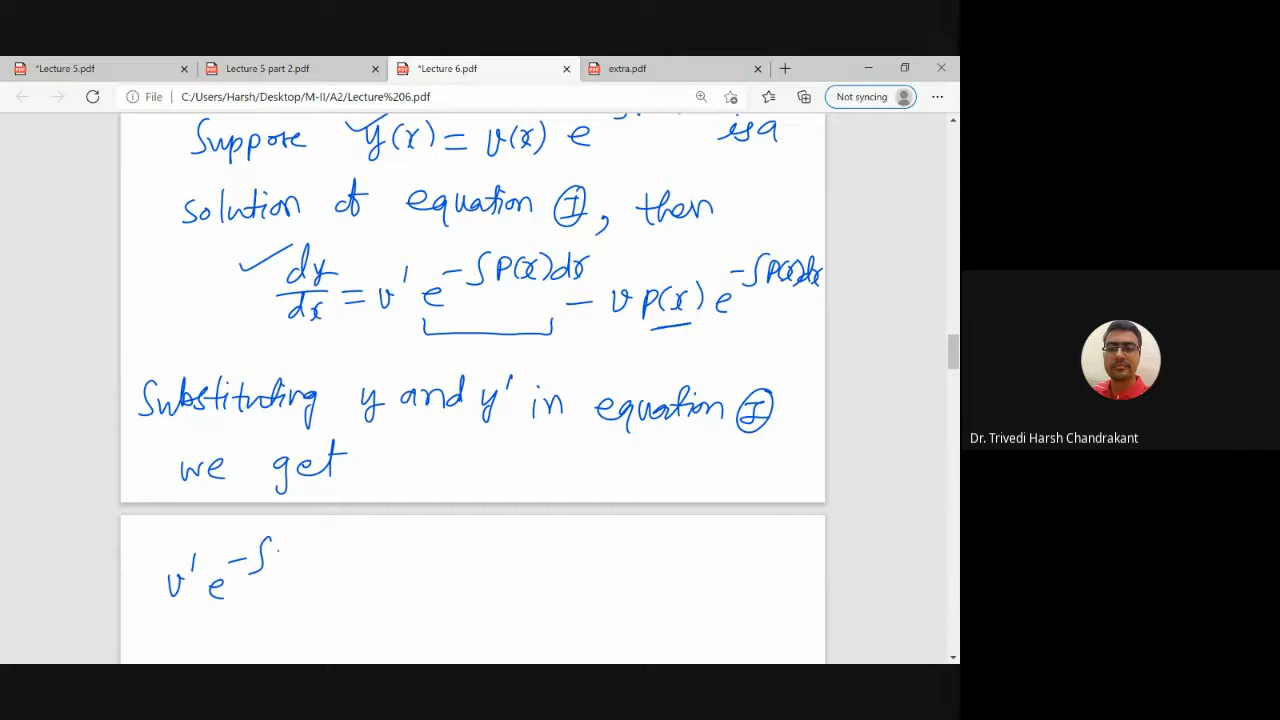 *Lecture 5.pdf
Lecture 5 part 2.pdf
*Lecture 6.pdf
extra.pdf
File
C:/Users/Harsh/Desktop/M-II/A2/Lecture%206.pdf
Not syncing
Suppose y(x) = v(x) e is a
solution of equation Ⓘ, then
dy/dx = v' e^-∫P(x)dx - v P(x) e^-∫P(x)dx
Substituting y and y' in equation Ⓘ
we get
v' e^-∫
Dr. Trivedi Harsh Chandrakant